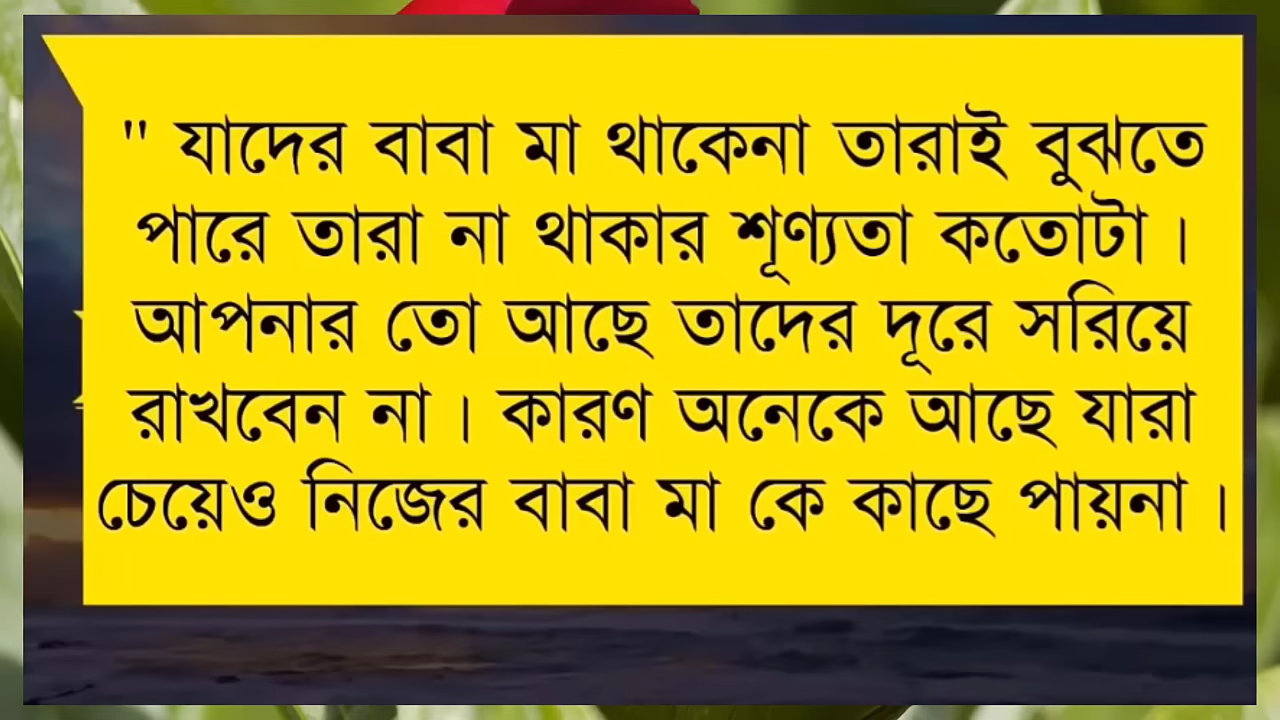 " যাদের বাবা মা থাকেনা তারাই বুঝতে
পারে তারা না থাকার শূণ্যতা কতোটা ।
আপনার তো আছে তাদের দূরে সরিয়ে
রাখবেন না । কারণ অনেকে আছে যারা
চেয়েও নিজের বাবা মা কে কাছে পায়না ।